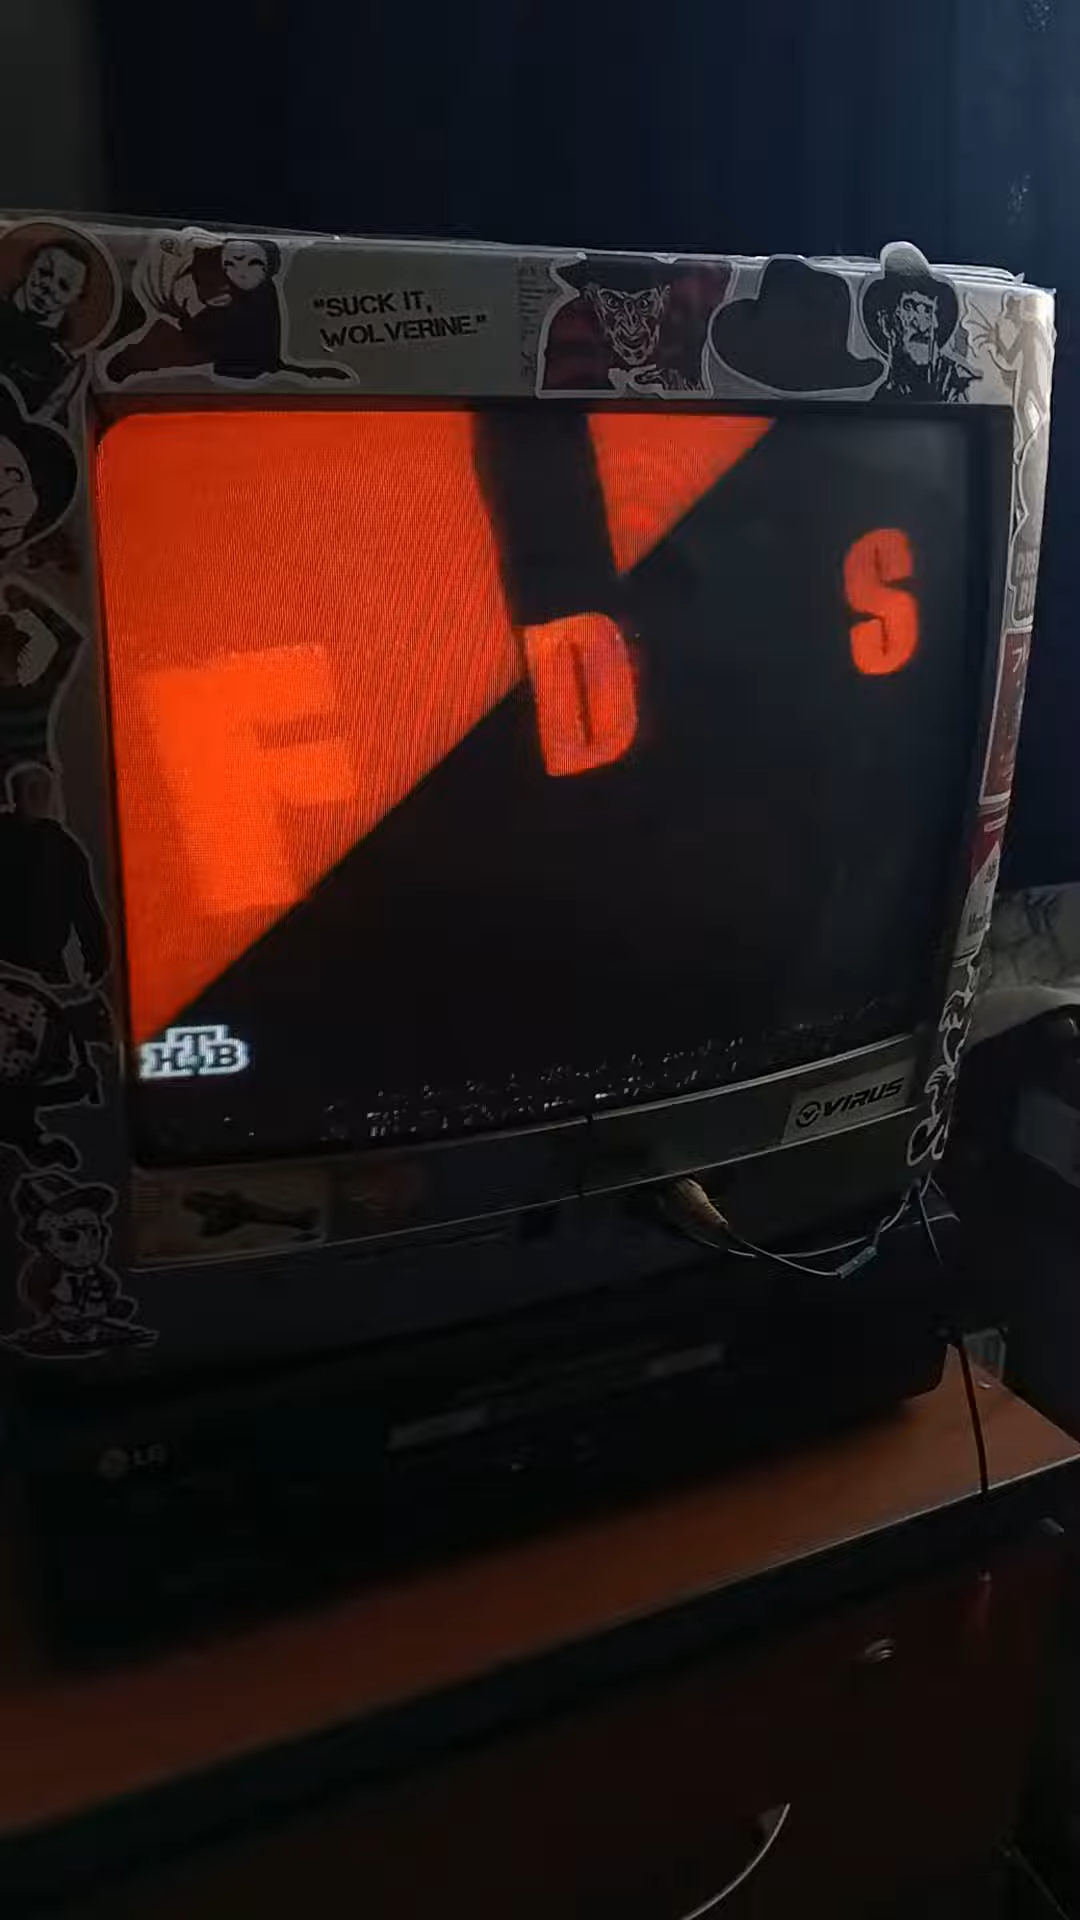 "SUCK IT,
WOLVERINE."
F D S
НТВ
VIRUS
LG